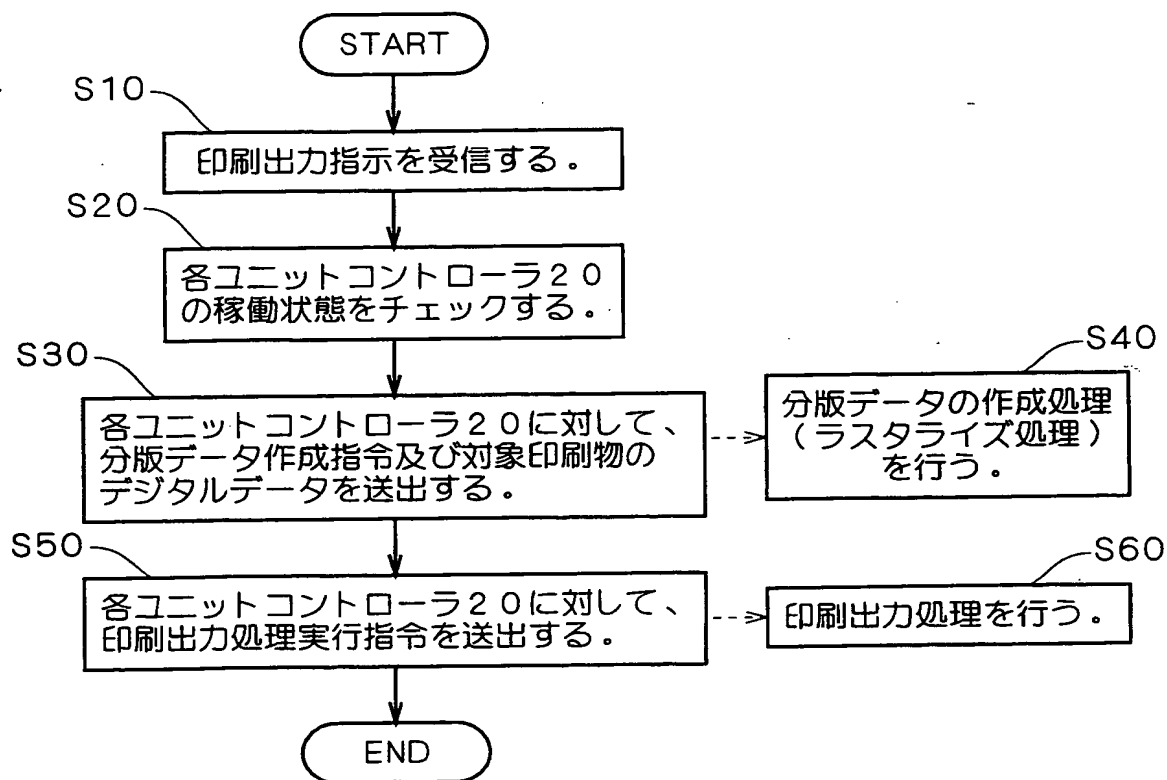 START
S10
印刷出力指示を受信する。
S20
各ユニットコントローラ２０
の稼働状態をチェックする。
S30
各ユニットコントローラ２０に対して、
分版データ作成指令及び対象印刷物の
デジタルデータを送出する。
S40
分版データの作成処理
（ラスタライズ処理）
を行う。
S50
各ユニットコントローラ２０に対して、
印刷出力処理実行指令を送出する。
S60
印刷出力処理を行う。
END